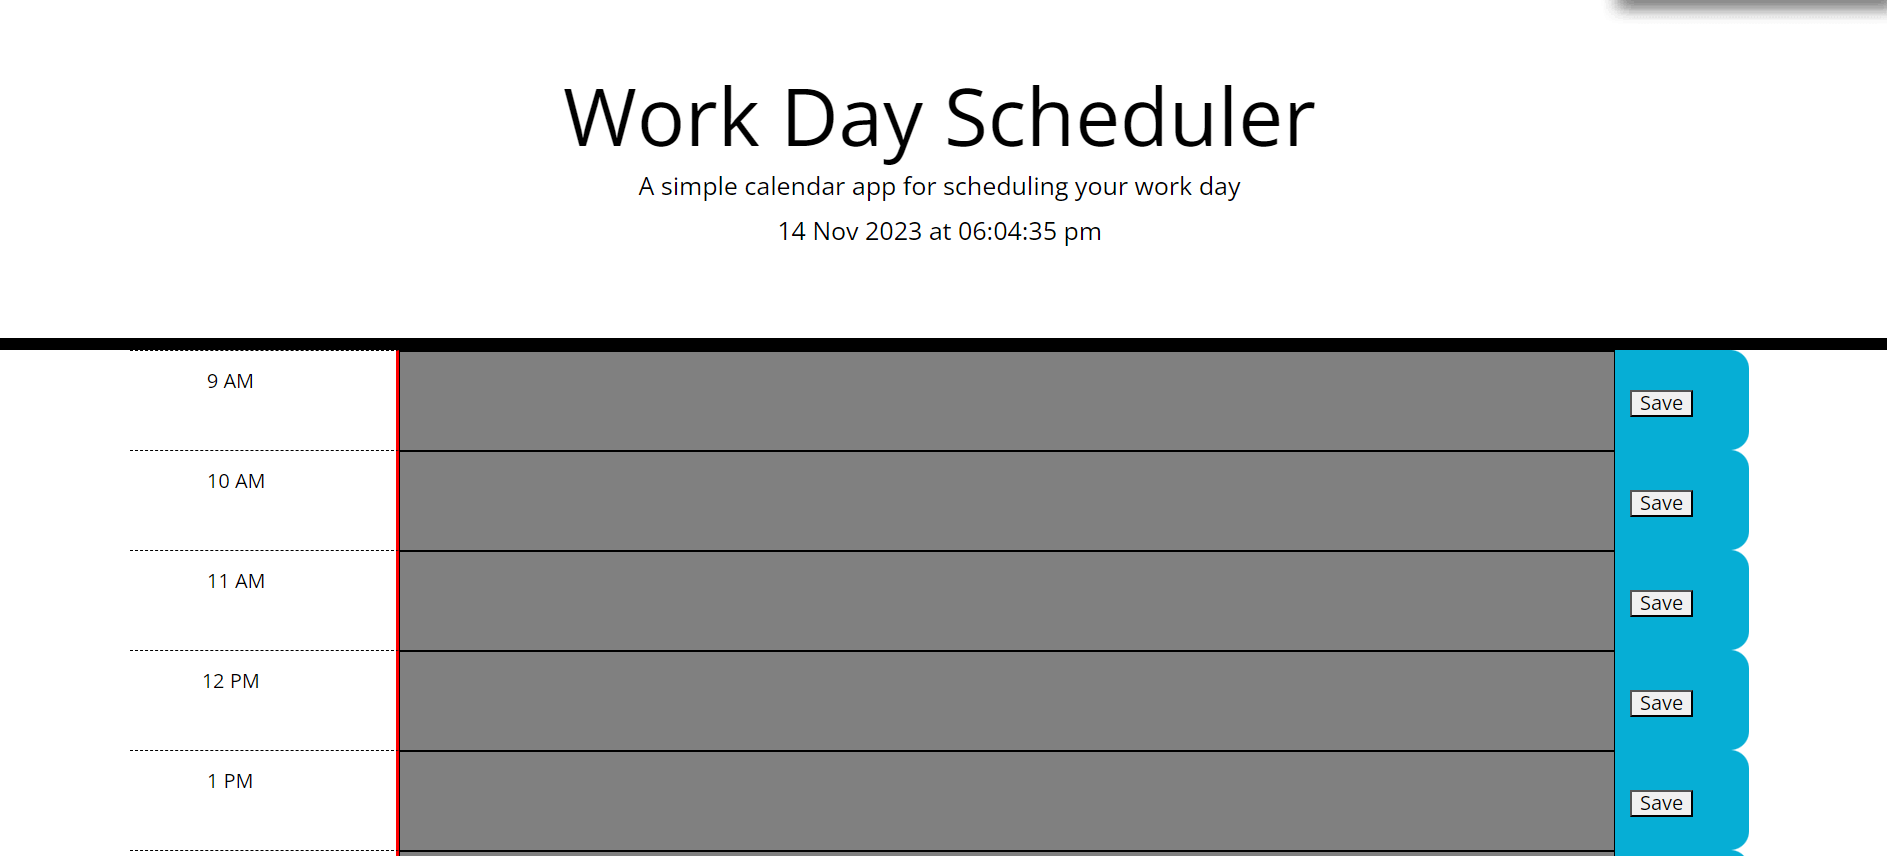 Work Day Scheduler
A simple calendar app for scheduling your work day
14 Nov 2023 at 06:04:35 pm
9 AM
Save
10 AM
Save
11 AM
Save
12 PM
Save
1 PM
Save